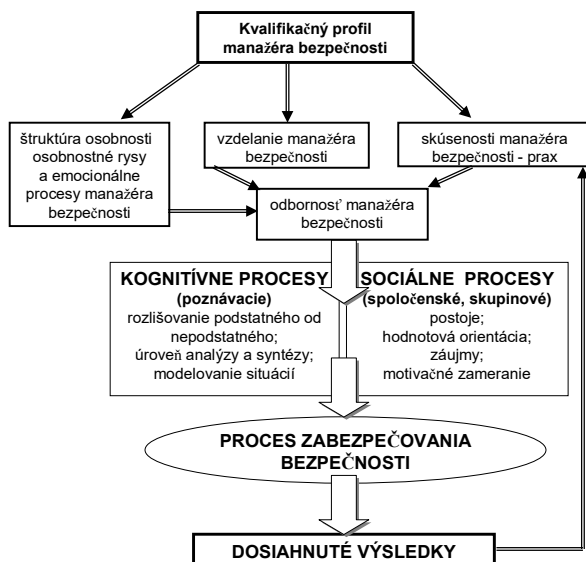 Kvalifikačný profil
manažéra bezpečnosti
štruktúra osobnosti
osobnostné rysy
a emocionálne
procesy manažéra
bezpečnosti
vzdelanie manažéra
bezpečnosti
skúsenosti manažéra
bezpečnosti - prax
odbornosť manažéra
bezpečnosti
KOGNITÍVNE PROCESY
(poznávacie)
rozlišovanie podstatného od
nepodstatného;
úroveň analýzy a syntézy;
modelovanie situácií
SOCIÁLNE PROCESY
(spoločenské, skupinové)
postoje;
hodnotová orientácia;
záujmy;
motivačné zameranie
PROCES ZABEZPEČOVANIA
BEZPEČNOSTI
DOSIAHNUTÉ VÝSLEDKY